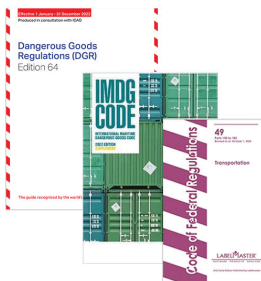 Effective 1 January - 31 December 2023
Produced in consultation with ICAO
Dangerous Goods
Regulations (DGR)
Edition 64
The guide recognized by the world's
IMDG
CODE
INTERNATIONAL MARITIME
DANGEROUS GOODS CODE
2022 EDITION
Code of Federal Regulations
49
Transportation
LABELMASTER